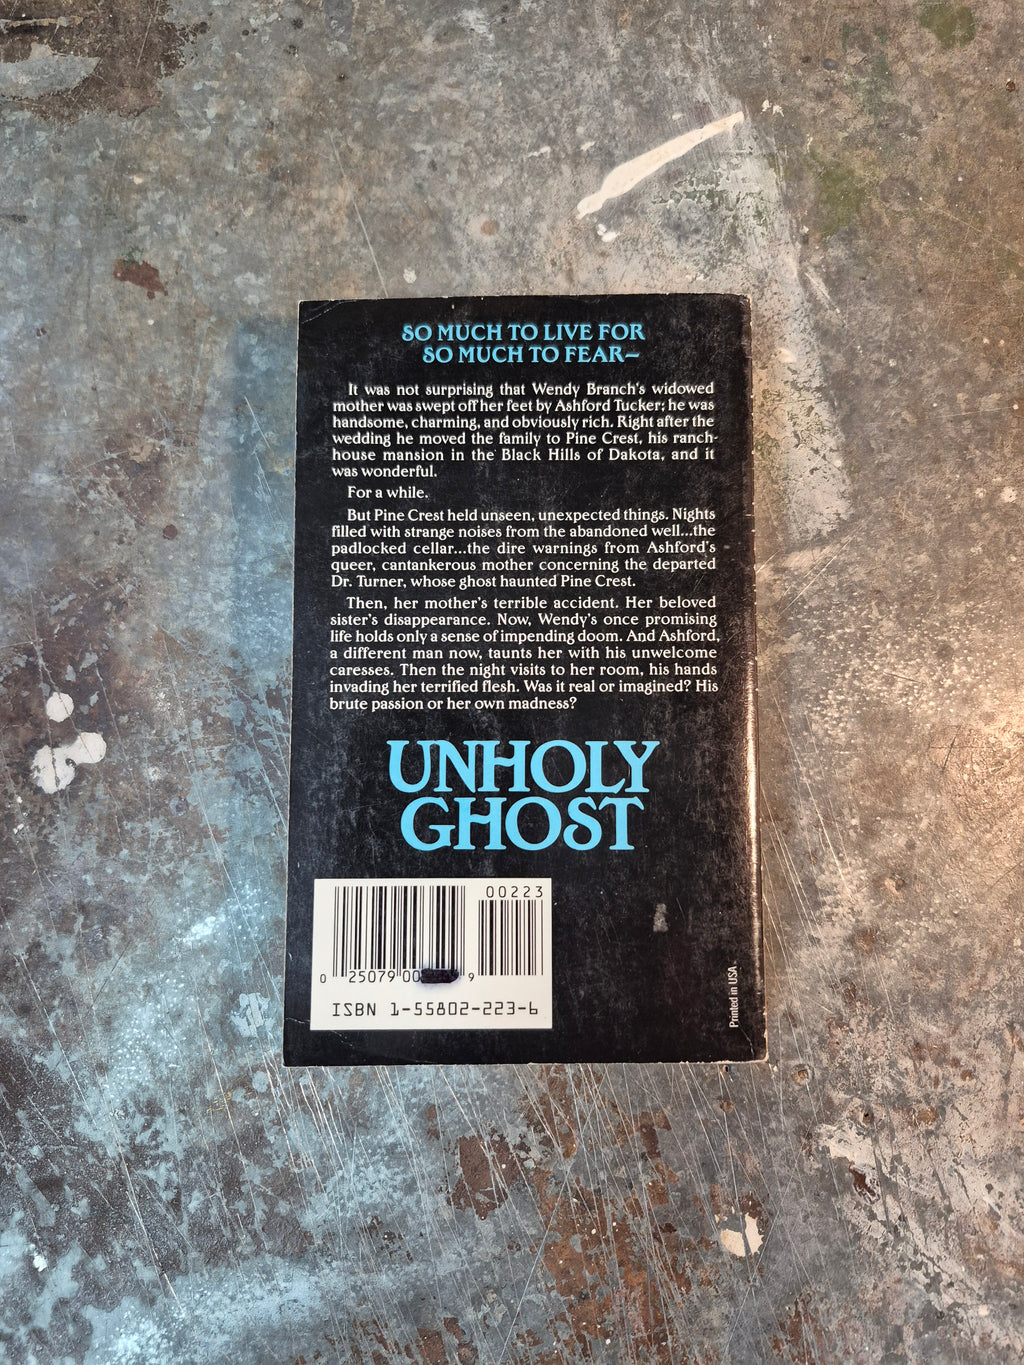 SO MUCH TO LIVE FOR
SO MUCH TO FEAR—
It was not surprising that Wendy Branch's widowed
mother was swept off her feet by Ashford Tucker; he was
handsome, charming, and obviously rich. Right after the
wedding he moved the family to Pine Crest, his ranch-
house mansion in the Black Hills of Dakota, and it
was wonderful.
For a while.
But Pine Crest held unseen, unexpected things. Nights
filled with strange noises from the abandoned well...the
padlocked cellar...the dire warnings from Ashford's
queer, cantankerous mother concerning the departed
Dr. Turner, whose ghost haunted Pine Crest.
Then, her mother's terrible accident. Her beloved
sister's disappearance. Now, Wendy's once promising
life holds only a sense of impending doom. And Ashford,
a different man now, taunts her with his unwelcome
caresses. Then the night visits to her room, his hands
invading her terrified flesh. Was it real or imagined? His
brute passion or her own madness?
UNHOLY
GHOST
00223
0 25079 00 9
ISBN 1-55802-223-6
Printed in USA